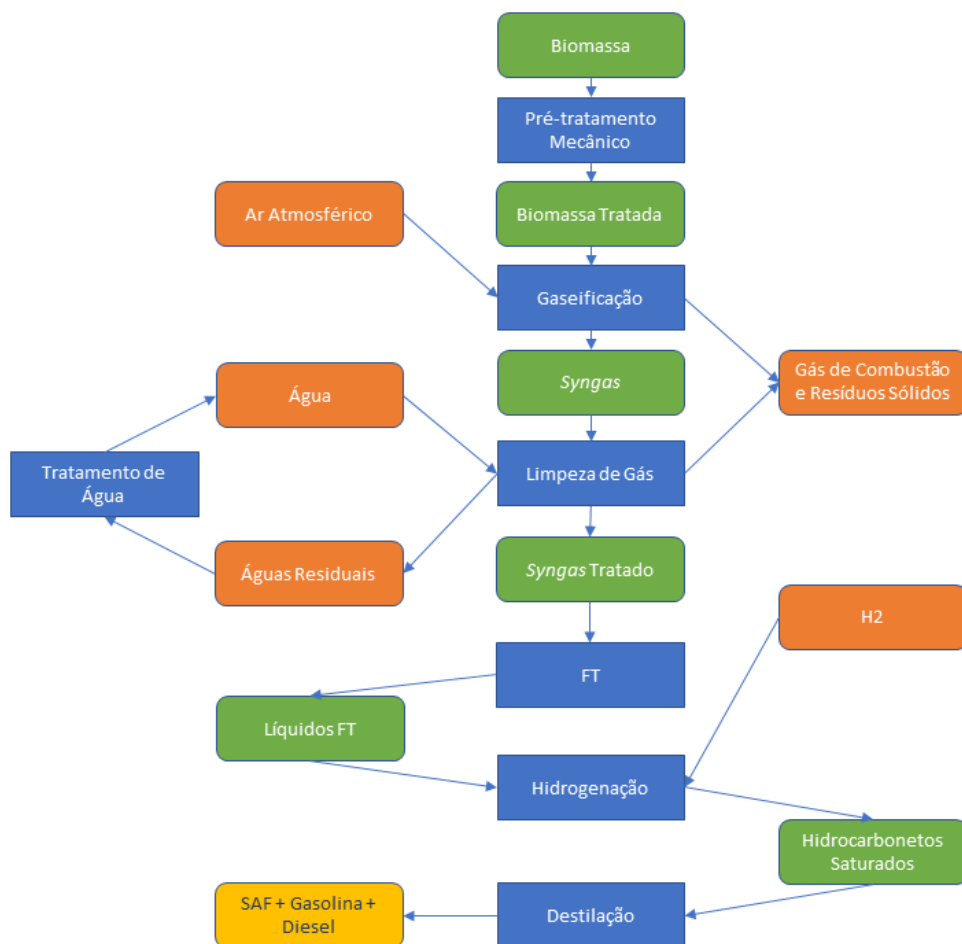 Biomassa
Pré-tratamento
Mecânico
Ar Atmosférico
Biomassa Tratada
Gaseificação
Syngas
Gás de Combustão
e Resíduos Sólidos
Água
Tratamento de
Água
Limpeza de Gás
Águas Residuais
Syngas Tratado
H2
FT
Líquidos FT
Hidrogenação
Hidrocarbonetos
Saturados
SAF + Gasolina +
Diesel
Destilação